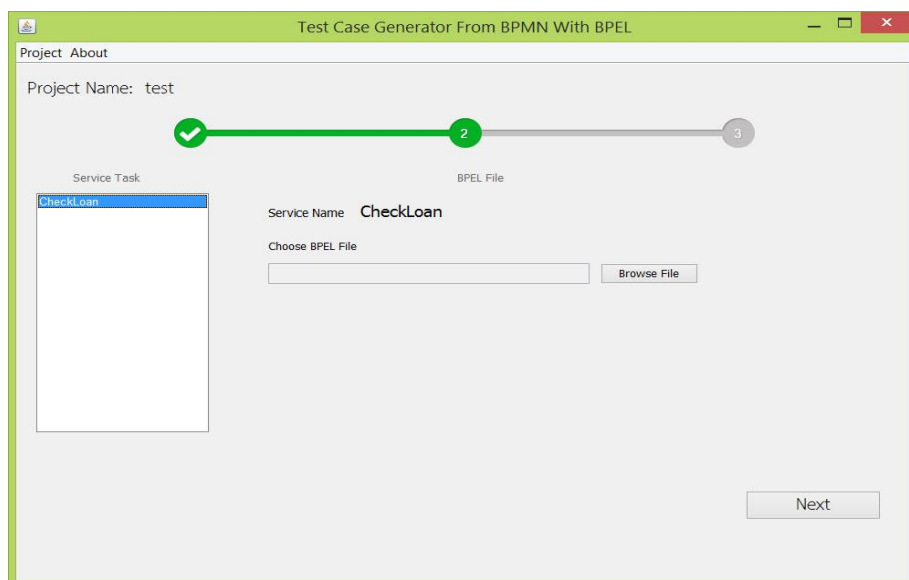 Test Case Generator From BPMN With BPEL
Project About
Project Name: test
2
3
Service Task
BPEL File
CheckLoan
Service Name CheckLoan
Choose BPEL File
Browse File
Next